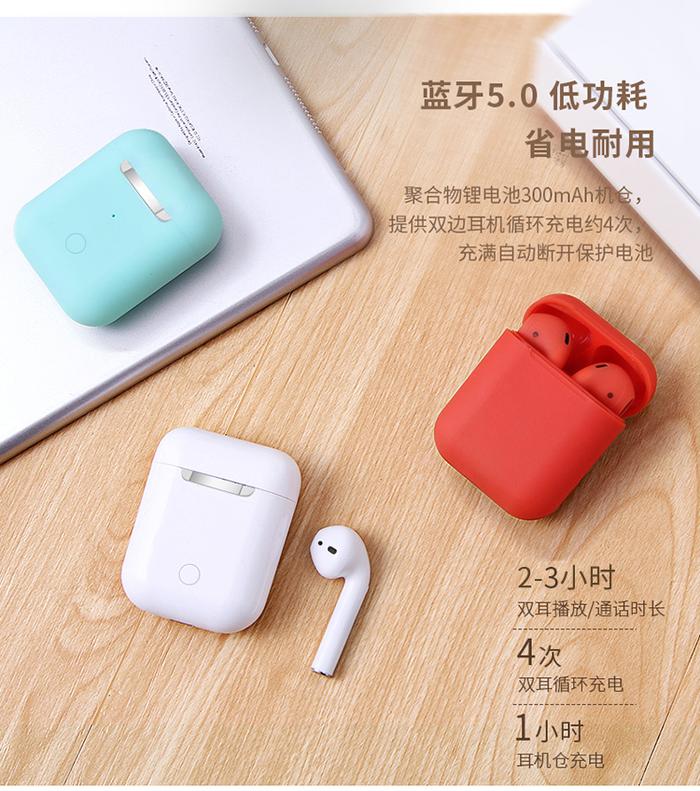 蓝牙5.0 低功耗
省电耐用
聚合物锂电池300mAh机仓，
提供双边耳机循环充电约4次，
充满自动断开保护电池
2-3小时
双耳播放/通话时长
4次
双耳循环充电
1小时
耳机仓充电